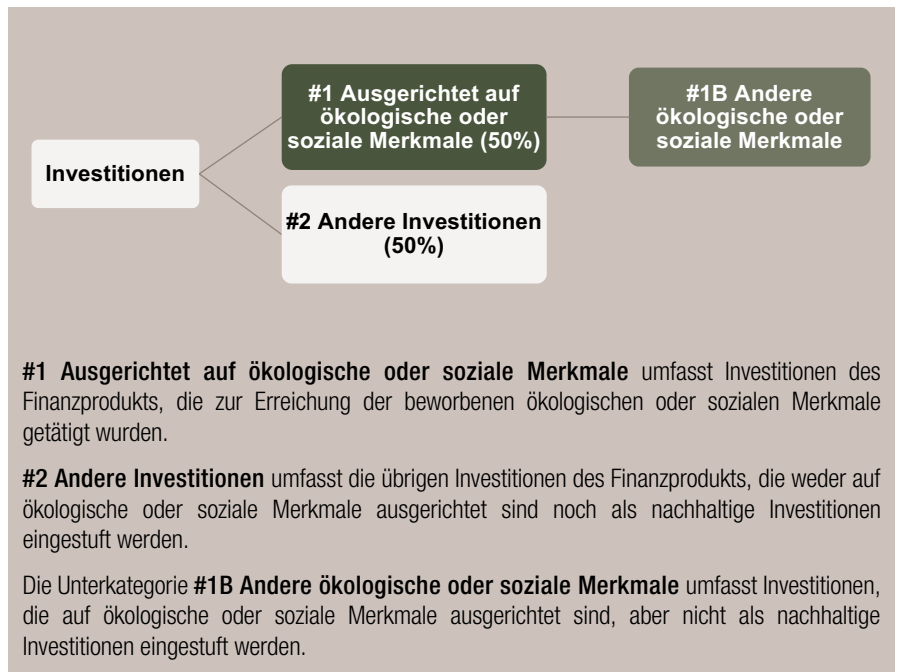 #1 Ausgerichtet auf
ökologische oder
soziale Merkmale (50%)
#1B Andere
ökologische oder
soziale Merkmale
Investitionen
#2 Andere Investitionen
(50%)
#1 Ausgerichtet auf ökologische oder soziale Merkmale umfasst Investitionen des
Finanzprodukts, die zur Erreichung der beworbenen ökologischen oder sozialen Merkmale
getätigt wurden.
#2 Andere Investitionen umfasst die übrigen Investitionen des Finanzprodukts, die weder auf
ökologische oder soziale Merkmale ausgerichtet sind noch als nachhaltige Investitionen
eingestuft werden.
Die Unterkategorie #1B Andere ökologische oder soziale Merkmale umfasst Investitionen,
die auf ökologische oder soziale Merkmale ausgerichtet sind, aber nicht als nachhaltige
Investitionen eingestuft werden.